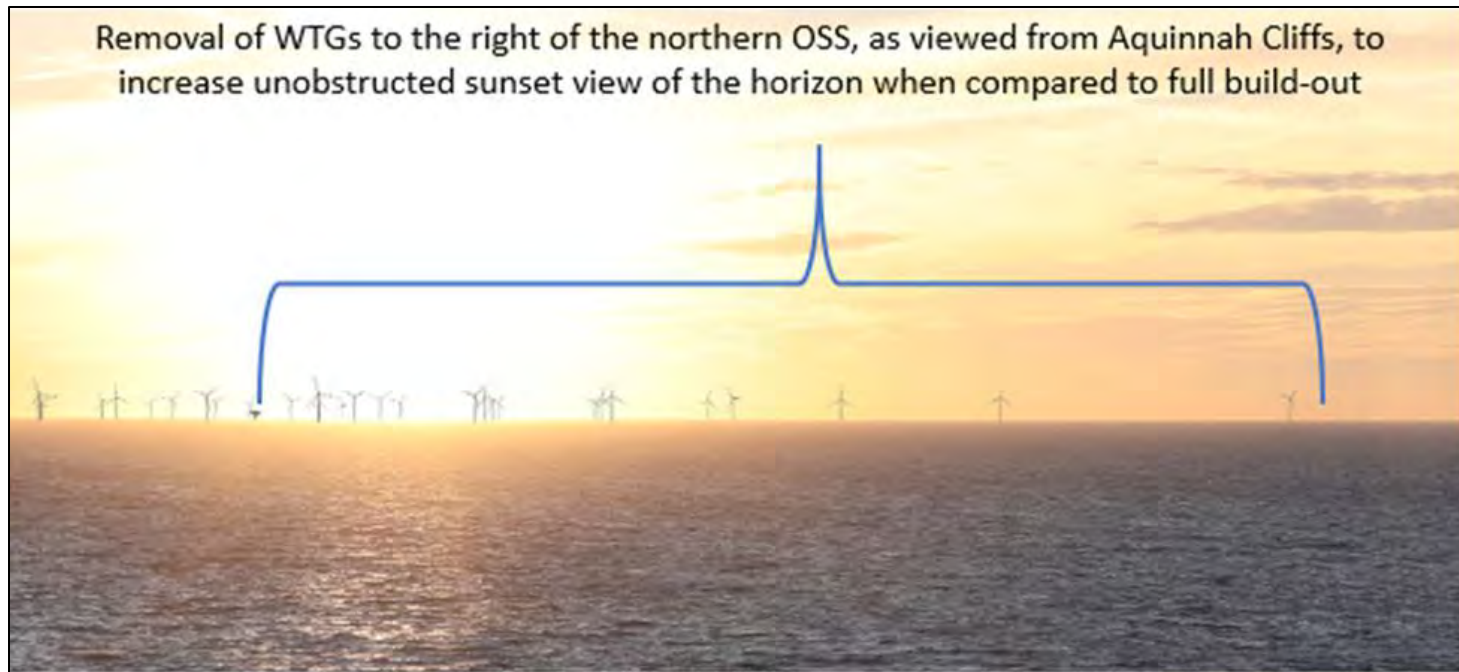 Removal of WTGs to the right of the northern OSS, as viewed from Aquinnah Cliffs, to
increase unobstructed sunset view of the horizon when compared to full build-out